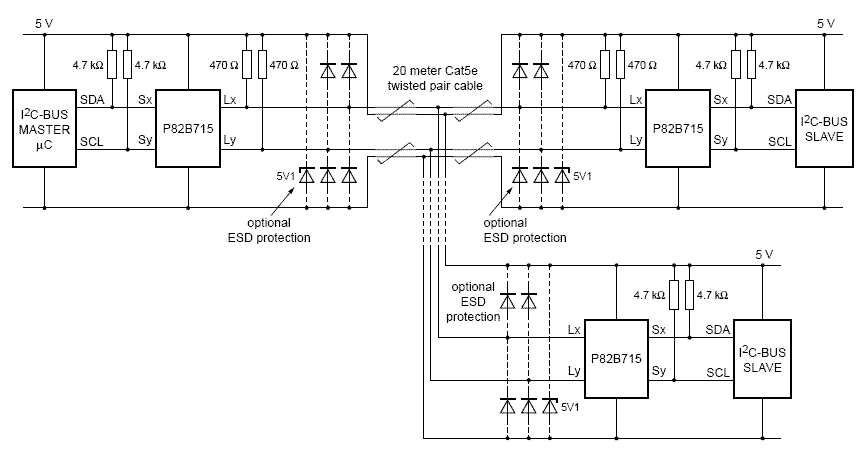 5 V
5 V
4.7 kΩ
4.7 kΩ
470 Ω
470 Ω
20 meter Cat5e
twisted pair cable
470 Ω
470 Ω
4.7 kΩ
4.7 kΩ
I2C-BUS
MASTER
μC
SDA
SCL
Sx
Sy
P82B715
Lx
Ly
Lx
Ly
P82B715
Sx
Sy
SDA
SCL
I2C-BUS
SLAVE
5V1
optional
ESD protection
5V1
optional
ESD protection
5 V
optional
ESD
protection
4.7 kΩ
4.7 kΩ
Lx
Ly
P82B715
Sx
Sy
SDA
SCL
I2C-BUS
SLAVE
5V1